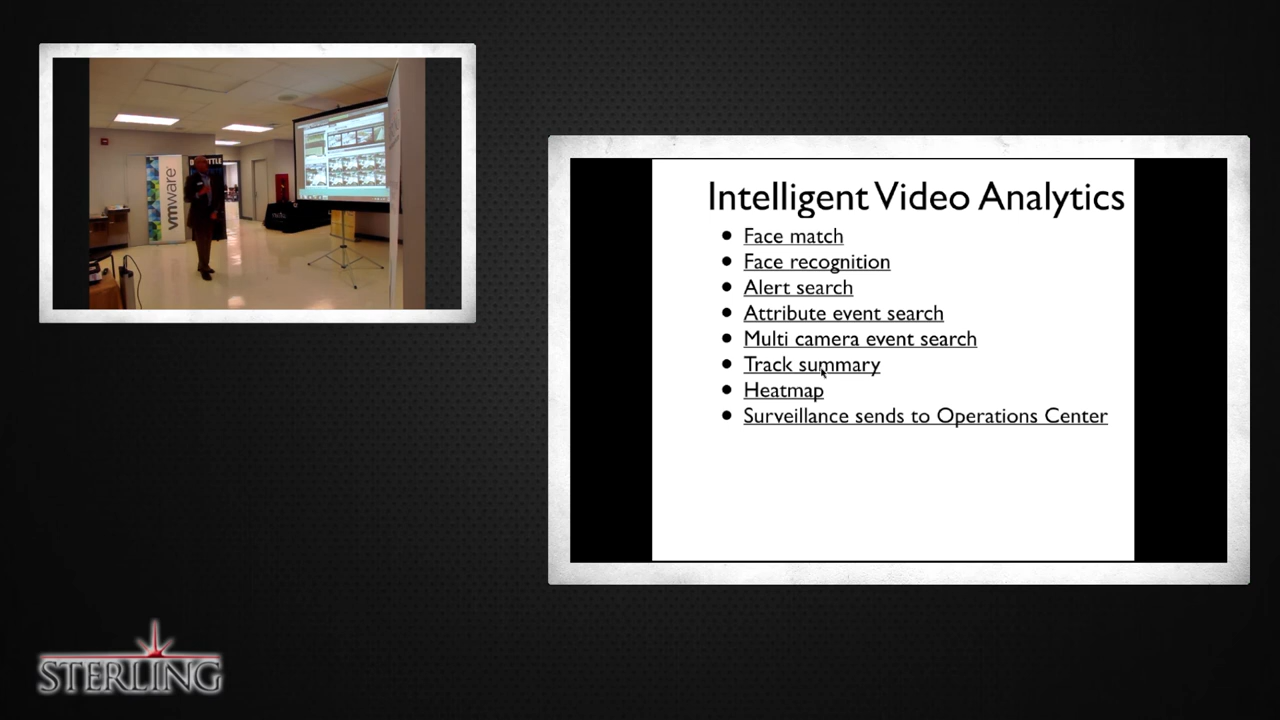 vmware
Intelligent Video Analytics
Face match
Face recognition
Alert search
Attribute event search
Multi camera event search
Track summary
Heatmap
Surveillance sends to Operations Center
STERLING